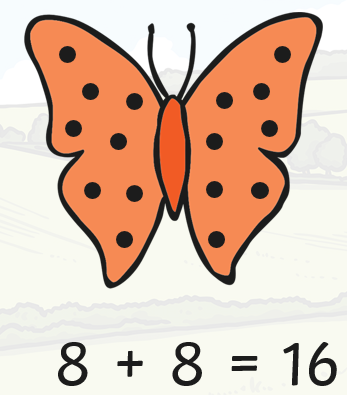 8 + 8 = 16